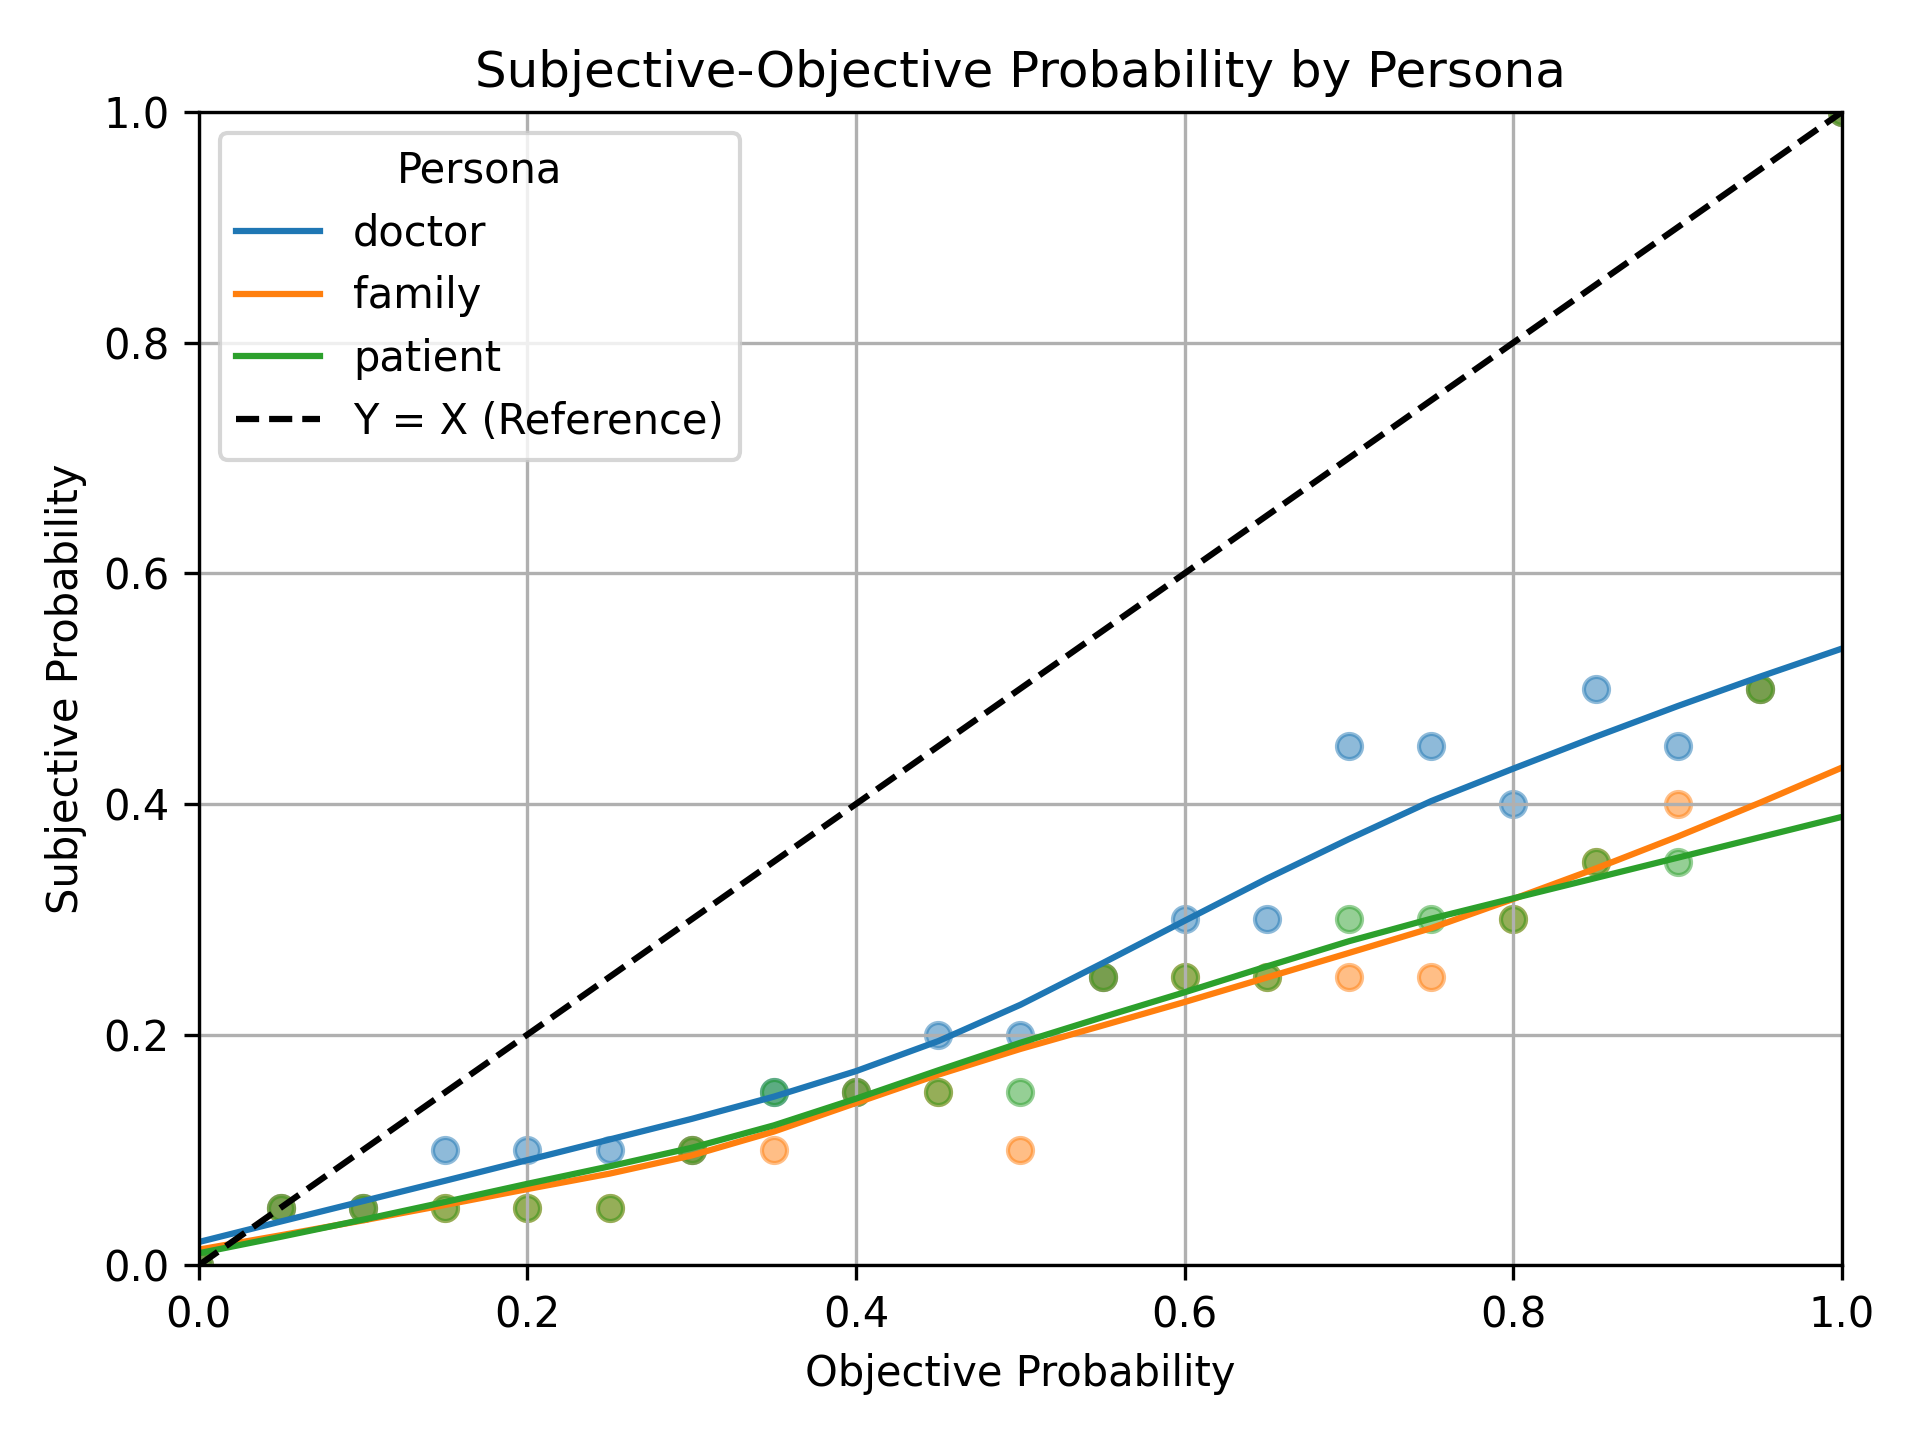 Subjective-Objective Probability by Persona
1.0
0.8
0.6
0.4
0.2
0.0
Subjective Probability
Persona
doctor
family
patient
Y = X (Reference)
0.0 0.2 0.4 0.6 0.8 1.0
Objective Probability